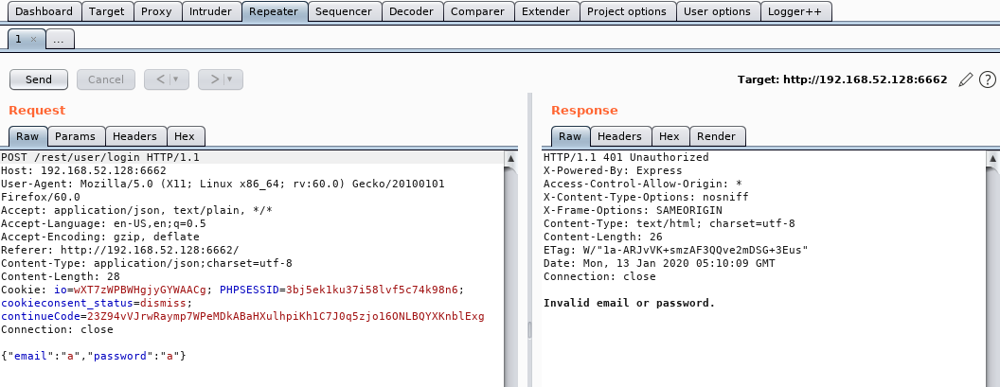 Dashboard Target Proxy Intruder Repeater Sequencer Decoder Comparer Extender Project options User options Logger++
1 × ...
Send Cancel < ▼ > ▼ Target: http://192.168.52.128:6662 ?
Request
Raw Params Headers Hex
POST /rest/user/login HTTP/1.1
Host: 192.168.52.128:6662
User-Agent: Mozilla/5.0 (X11; Linux x86_64; rv:60.0) Gecko/20100101
Firefox/60.0
Accept: application/json, text/plain, */*
Accept-Language: en-US,en;q=0.5
Accept-Encoding: gzip, deflate
Referer: http://192.168.52.128:6662/
Content-Type: application/json;charset=utf-8
Content-Length: 28
Cookie: io=wXT7zWPBWHgjyGYWAACg; PHPSESSID=3bj5ek1ku37i58lvf5c74k98n6;
cookieconsent_status=dismiss;
continueCode=23Z94vVJrwRaymp7WPeMDkABaHXulhpiKh1C7J0q5zjo16ONLBQYXKnblExg
Connection: close
{"email":"a","password":"a"}
Response
Raw Headers Hex Render
HTTP/1.1 401 Unauthorized
X-Powered-By: Express
Access-Control-Allow-Origin: *
X-Content-Type-Options: nosniff
X-Frame-Options: SAMEORIGIN
Content-Type: text/html; charset=utf-8
Content-Length: 26
ETag: W/"1a-ARJvVK+smzAF3QQve2mDSG+3Eus"
Date: Mon, 13 Jan 2020 05:10:09 GMT
Connection: close
Invalid email or password.